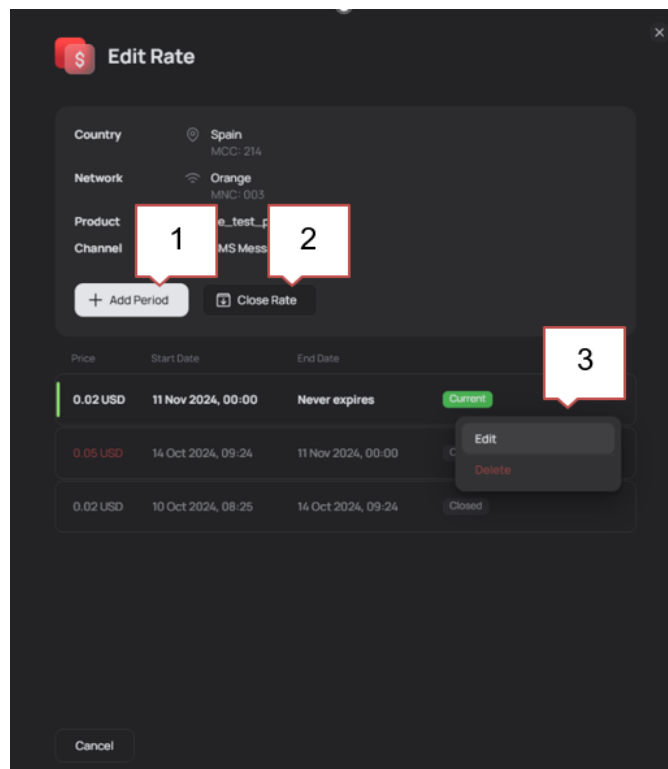 Edit Rate
Country Spain
MCC: 214
Network Orange
MNC: 003
Product
Channel
1
2
+ Add Period Close Rate
3
Price Start Date End Date
0.02 USD 11 Nov 2024, 00:00 Never expires Current
Edit
0.05 USD 14 Oct 2024, 09:24 11 Nov 2024, 00:00
Delete
0.02 USD 10 Oct 2024, 08:25 14 Oct 2024, 09:24 Closed
Cancel